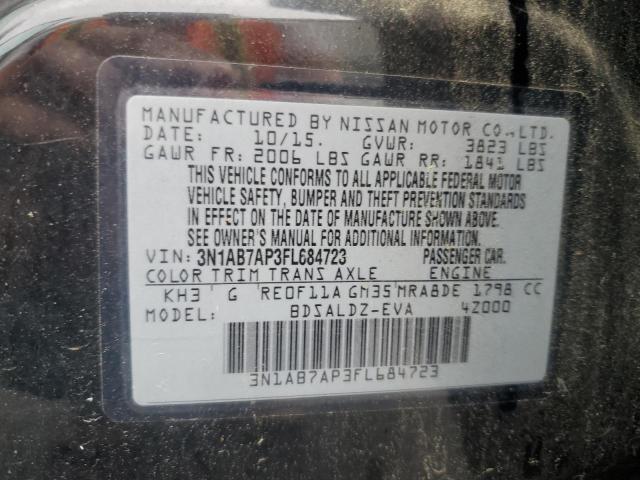 MANUFACTURED BY NISSAN MOTOR CO.,LTD.
DATE: 10/15. GVWR: 3823 LBS
GAWR FR: 2006 LBS GAWR RR: 1841 LBS
THIS VEHICLE CONFORMS TO ALL APPLICABLE FEDERAL MOTOR
VEHICLE SAFETY, BUMPER AND THEFT PREVENTION STANDARDS
IN EFFECT ON THE DATE OF MANUFACTURE SHOWN ABOVE.
SEE OWNER'S MANUAL FOR ADDITIONAL INFORMATION.
VIN: 3N1AB7AP3FL684723 PASSENGER CAR.
COLOR TRIM TRANS AXLE ENGINE
KH3 G RE0F11A GM35 MRA8DE 1798 CC
MODEL: BDSALDZ-EVA 4Z000
3N1AB7AP3FL684723